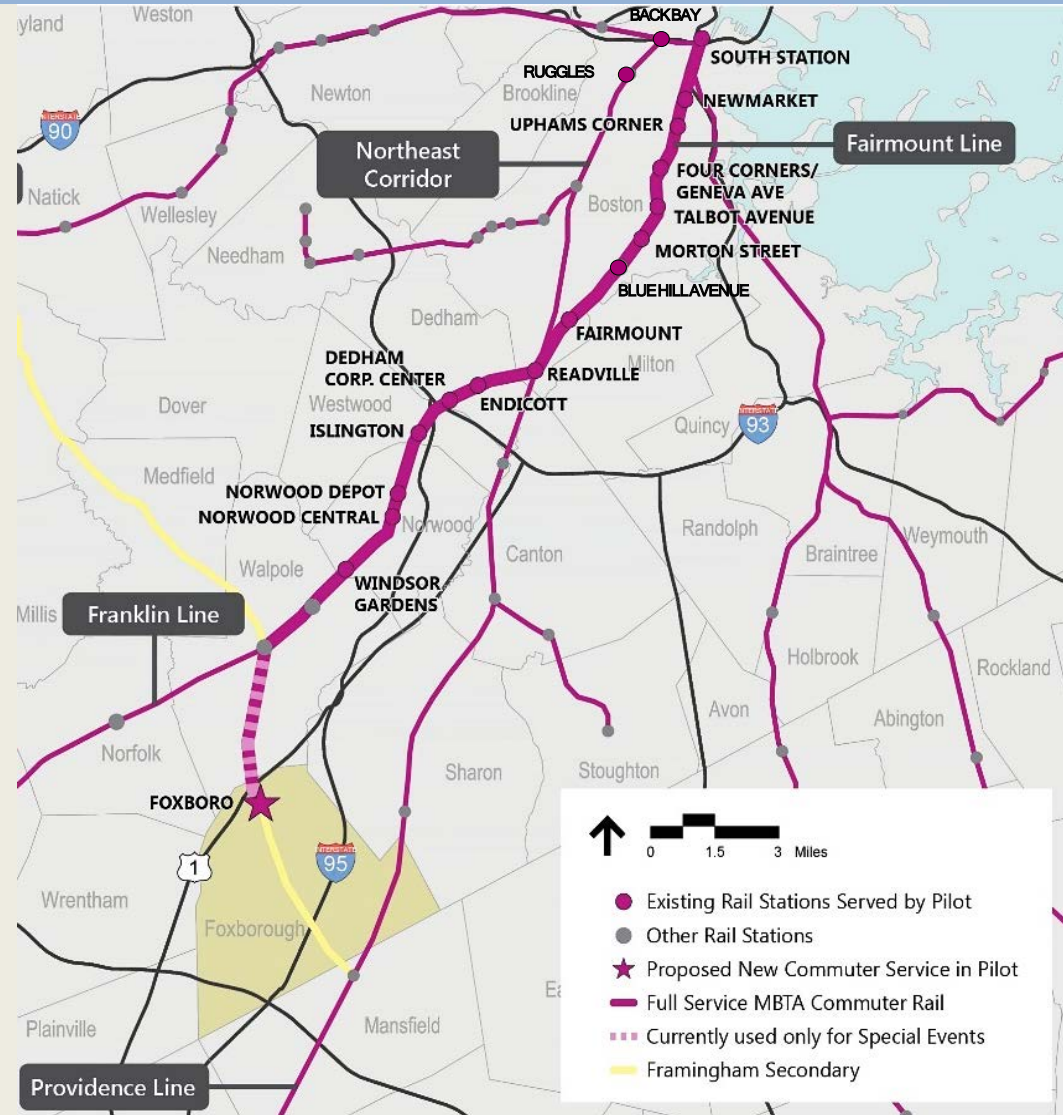 Weston
BACKBAY
yland
SOUTH STATION
RUGGLES
Newton
Brookline
NEWMARKET
INTERSTATE
90
UPHAMS CORNER
Northeast
Corridor
Fairmount Line
Natick
FOUR CORNERS/
GENEVA AVE
Boston
Wellesley
TALBOT AVENUE
Needham
MORTON STREET
BLUEHILLAVENUE
Dedham
FAIRMOUNT
DEDHAM
CORP. CENTER
Milton
READVILLE
Dover
Westwood
ENDICOTT
ISLINGTON
Quincy
INTERSTATE
93
Medfield
NORWOOD DEPOT
NORWOOD CENTRAL
Norwood
Randolph
Weymouth
Canton
Braintree
Walpole
WINDSOR
GARDENS
Millis
Franklin Line
Holbrook
Rockland
Avon
Abington
Norfolk
Sharon
Stoughton
FOXBORO
1
INTERSTATE
95
Wrentham
Foxborough
Plainville
Mansfield
Ea
Providence Line
0 1.5 3 Miles
Existing Rail Stations Served by Pilot
Other Rail Stations
Proposed New Commuter Service in Pilot
Full Service MBTA Commuter Rail
Currently used only for Special Events
Framingham Secondary